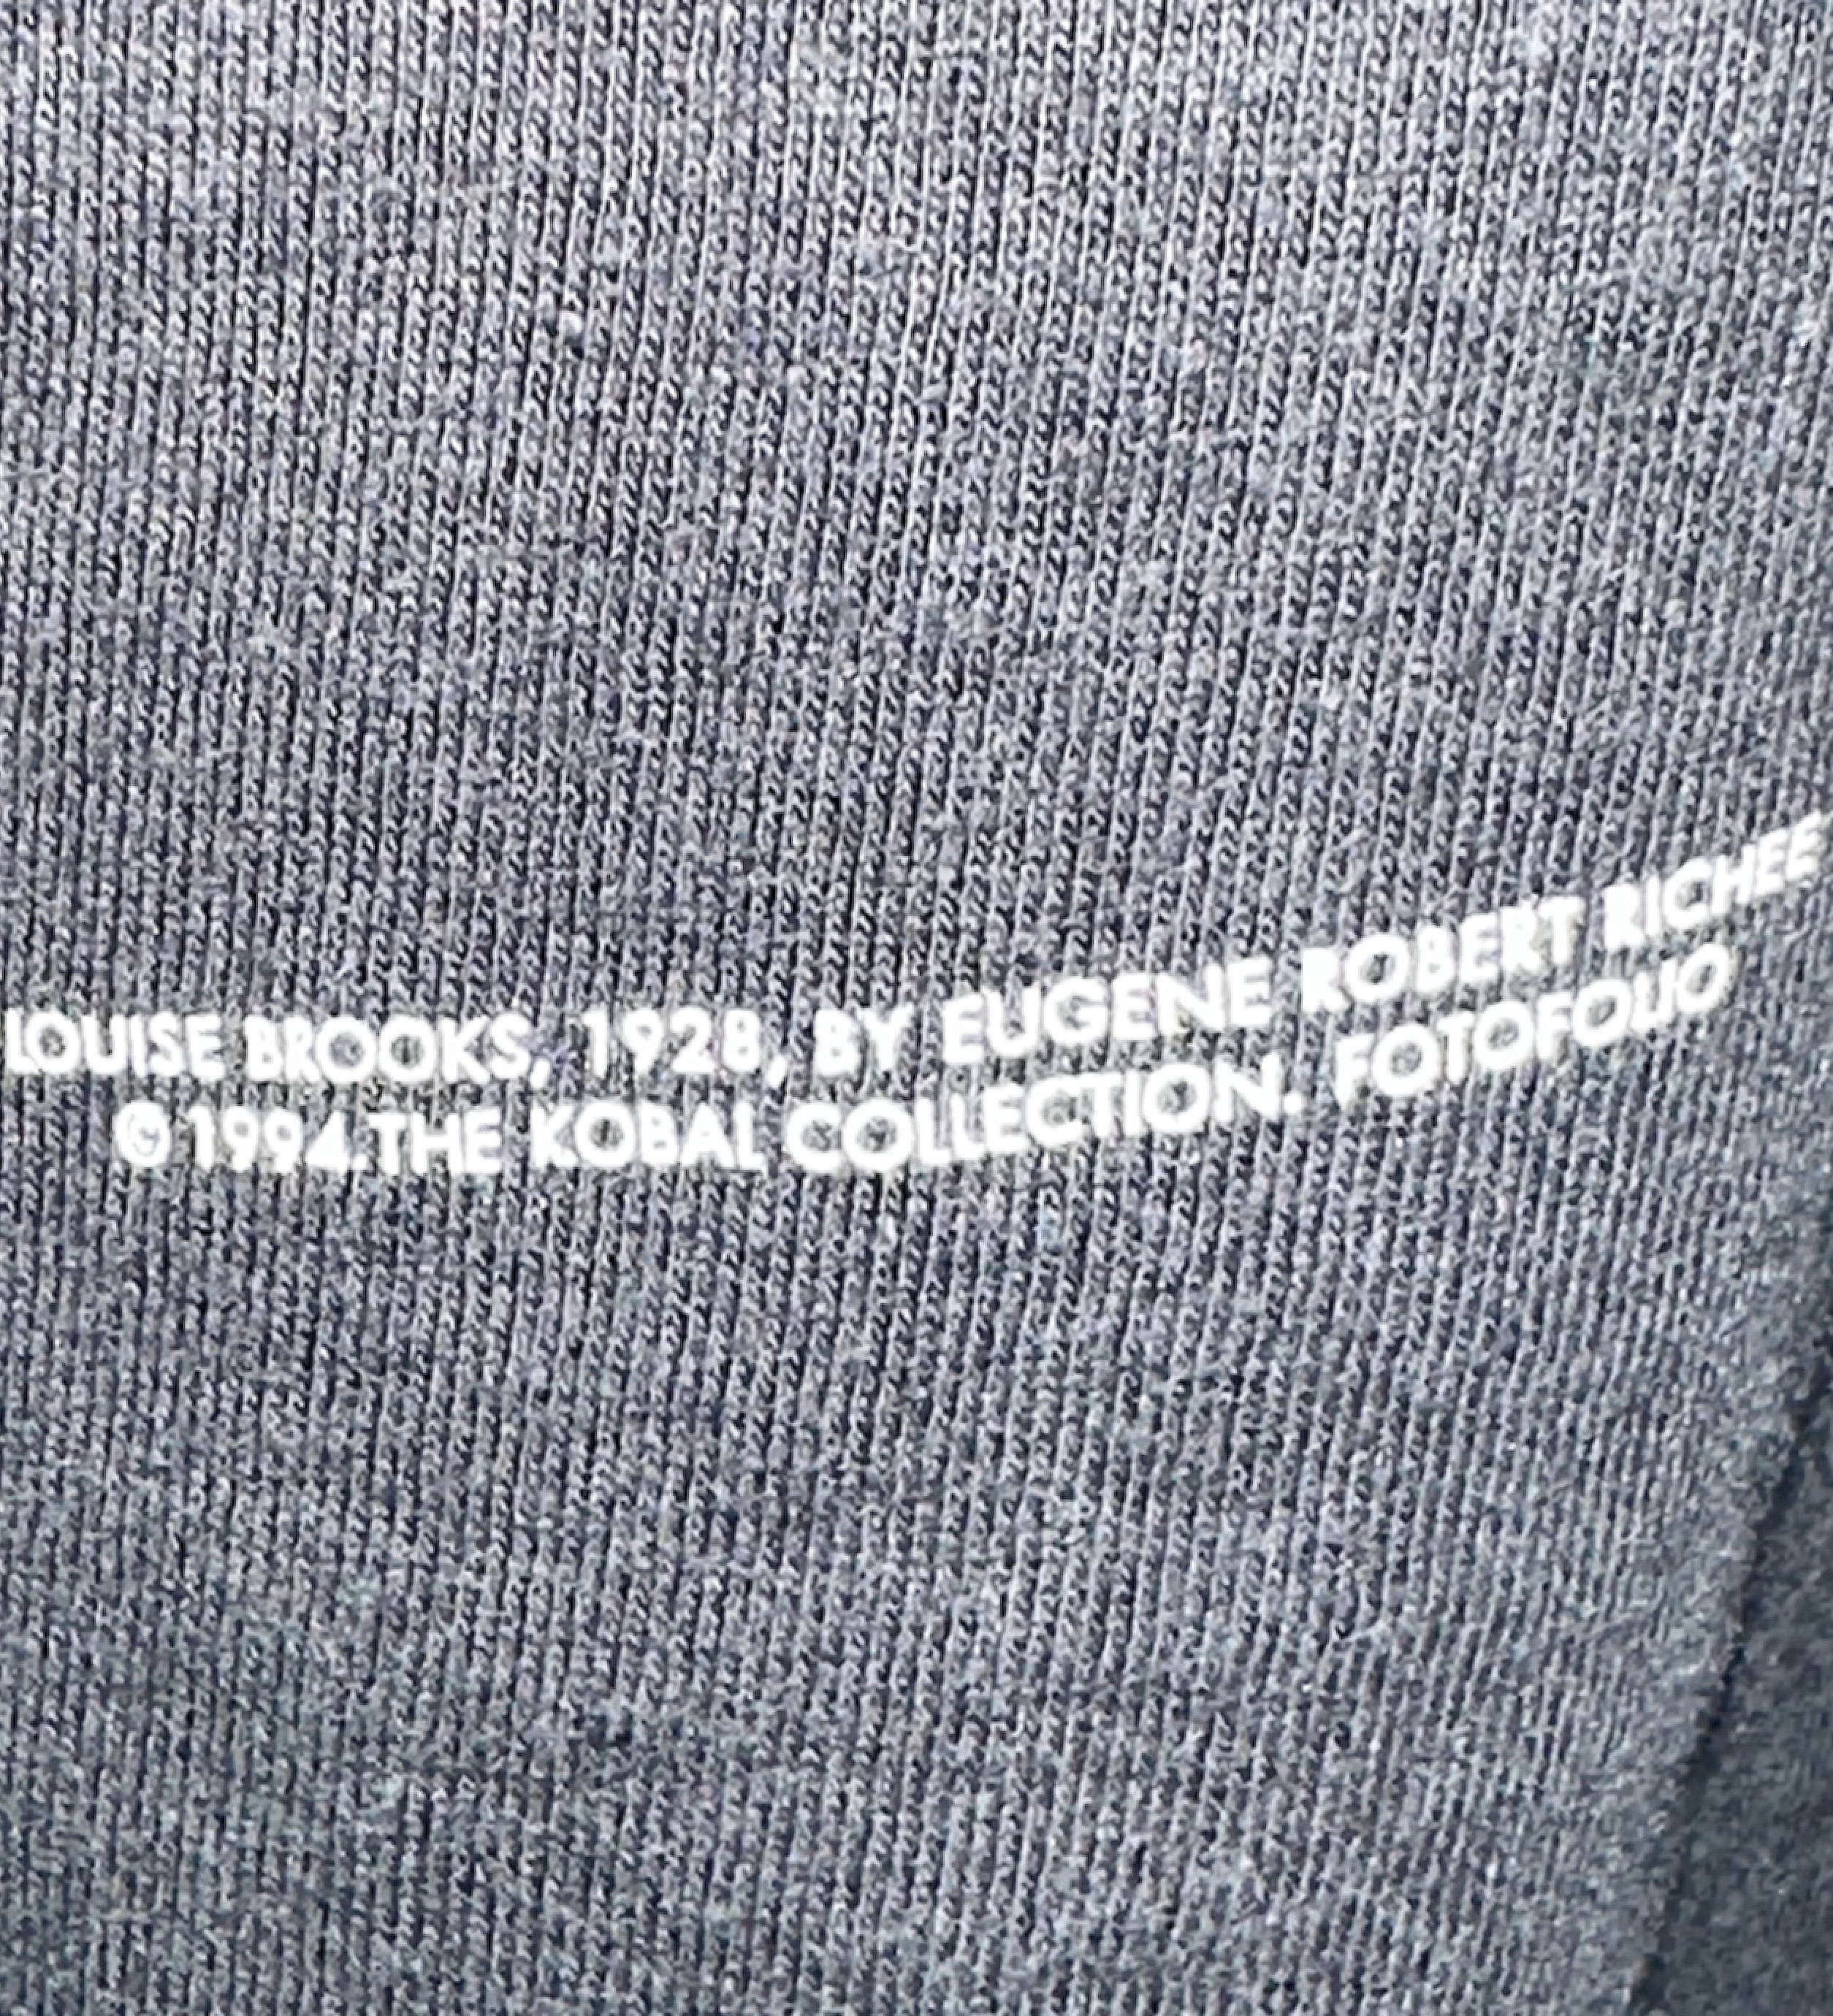 LOUISE BROOKS, 1928, BY EUGENE ROBERT RICHEE
©1994.THE KOBAL COLLECTION. FOTOFOLIO